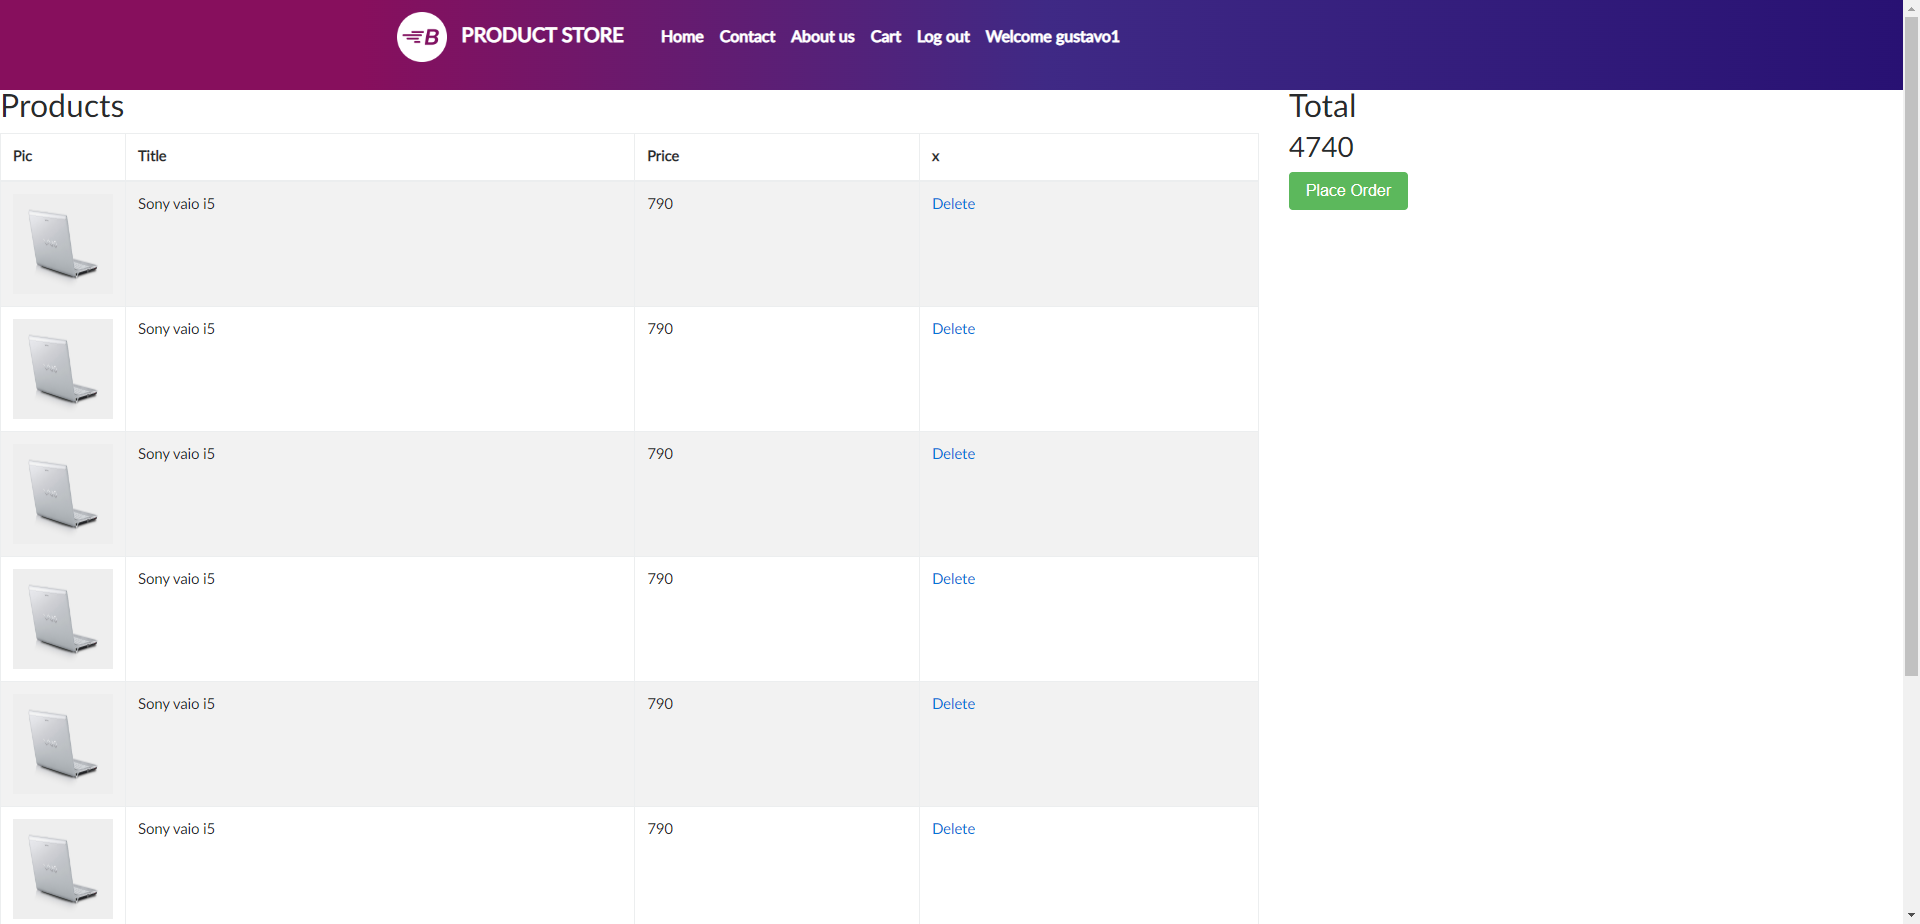 B PRODUCT STORE Home Contact About us Cart Log out Welcome gustavo1
Products
Total
4740
Place Order
Pic Title Price x
Sony vaio i5 790 Delete
Sony vaio i5 790 Delete
Sony vaio i5 790 Delete
Sony vaio i5 790 Delete
Sony vaio i5 790 Delete
Sony vaio i5 790 Delete